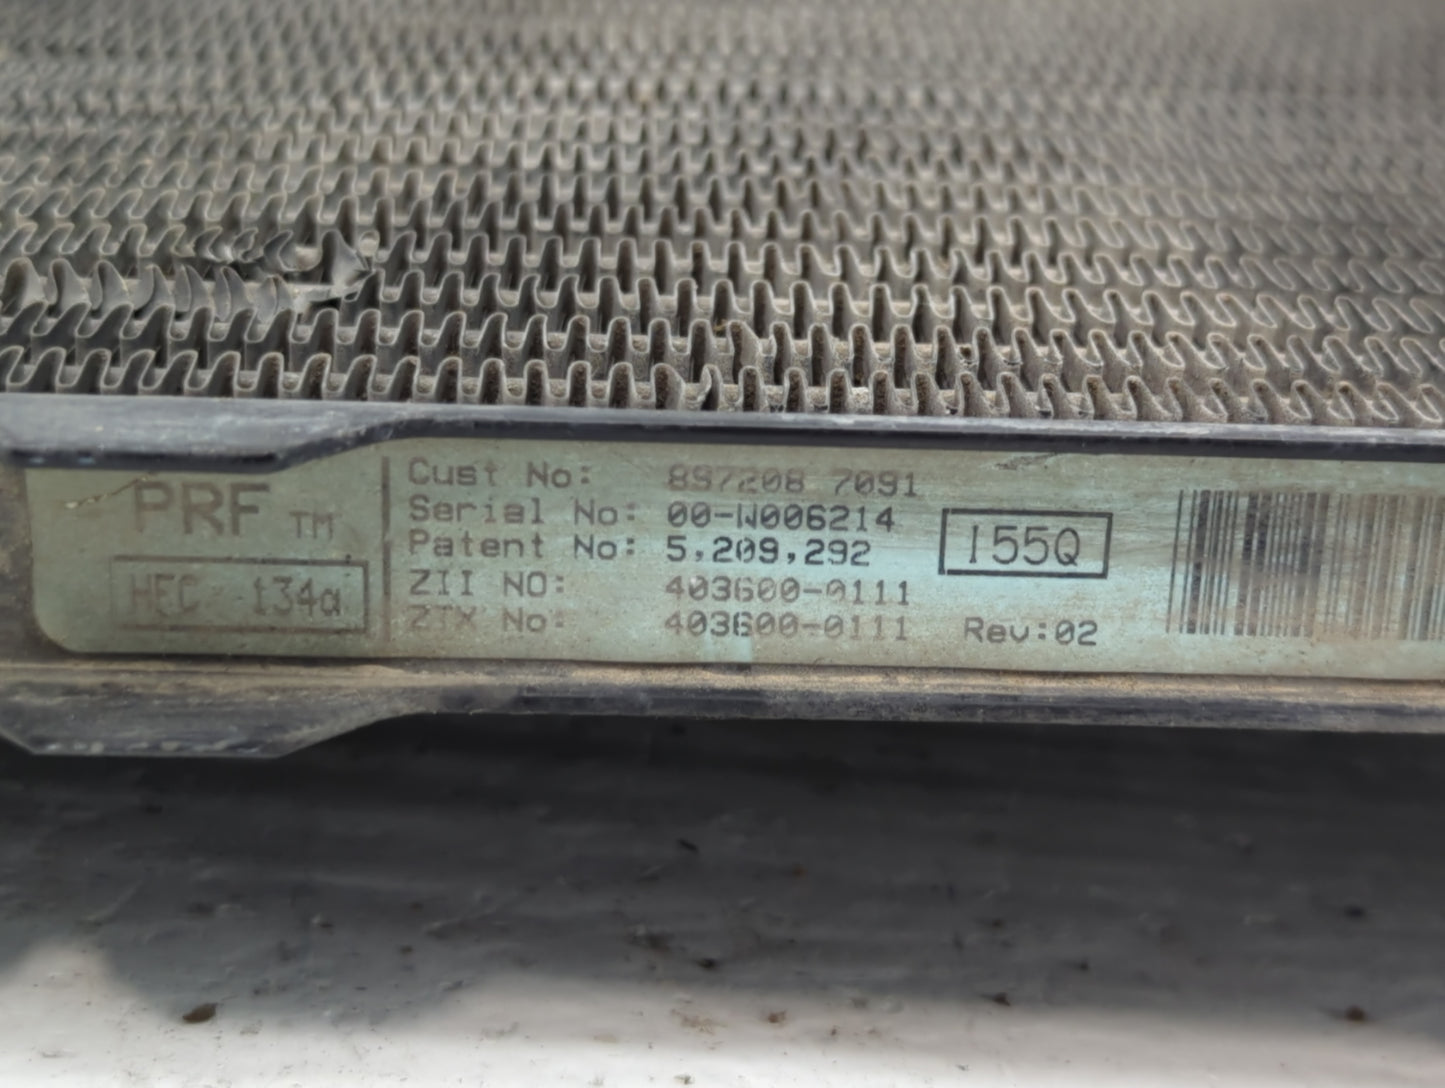 PRF TM
HFC 134a
Cust No: 897208 7091
Serial No: 00-W006214
Patent No: 5,209,292
ZII NO: 403600-0111
ZTX No: 403600-0111 Rev:02
155Q